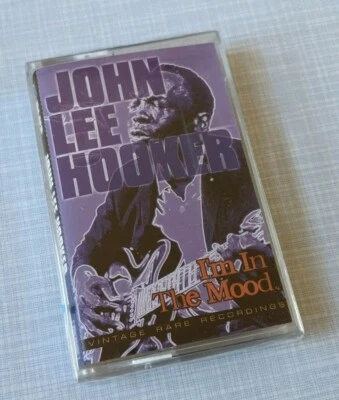 JOHN
LEE
HOOKER
I'm In
The Mood
VINTAGE RARE RECORDINGS